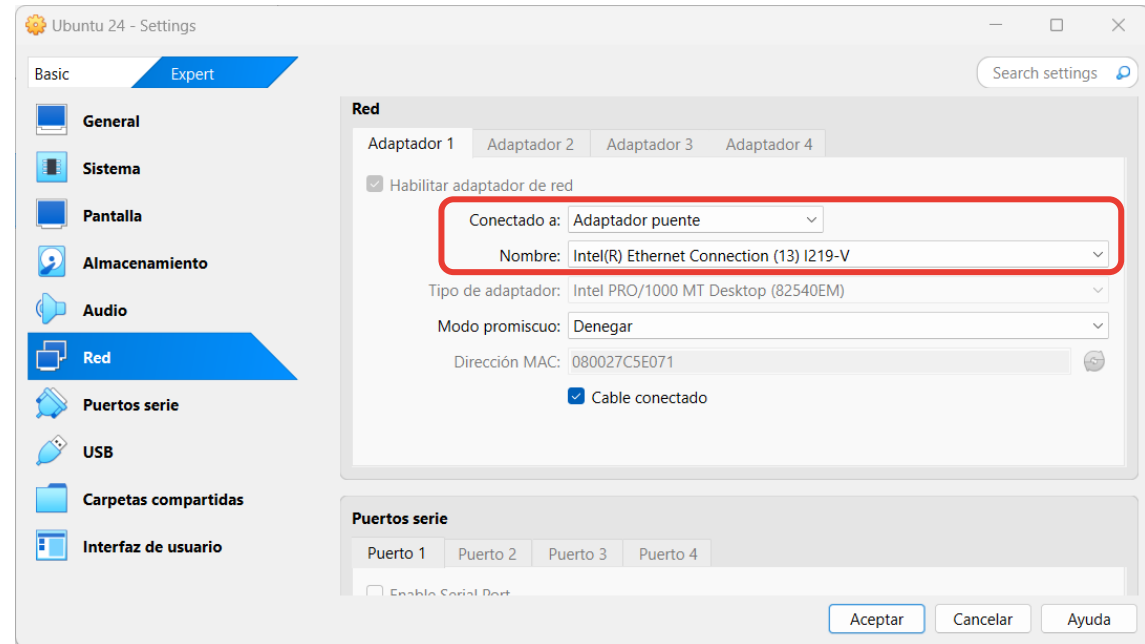 Ubuntu 24 - Settings
Basic
Expert
Search settings
General
Sistema
Pantalla
Almacenamiento
Audio
Red
Puertos serie
USB
Carpetas compartidas
Interfaz de usuario
Red
Adaptador 1 Adaptador 2 Adaptador 3 Adaptador 4
Habilitar adaptador de red
Conectado a: Adaptador puente
Nombre: Intel(R) Ethernet Connection (13) I219-V
Tipo de adaptador: Intel PRO/1000 MT Desktop (82540EM)
Modo promiscuo: Denegar
Dirección MAC: 080027C5E071
Cable conectado
Puertos serie
Puerto 1 Puerto 2 Puerto 3 Puerto 4
Enable Serial Port
Aceptar Cancelar Ayuda